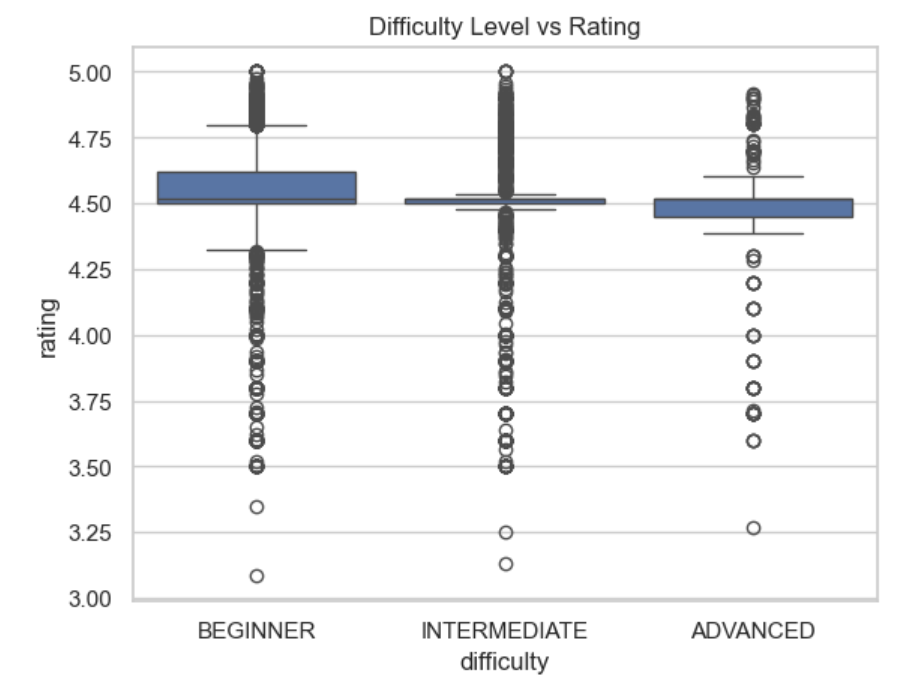 Difficulty Level vs Rating
5.00
4.75
4.50
4.25
4.00
3.75
3.50
3.25
3.00
rating
BEGINNER INTERMEDIATE ADVANCED
difficulty